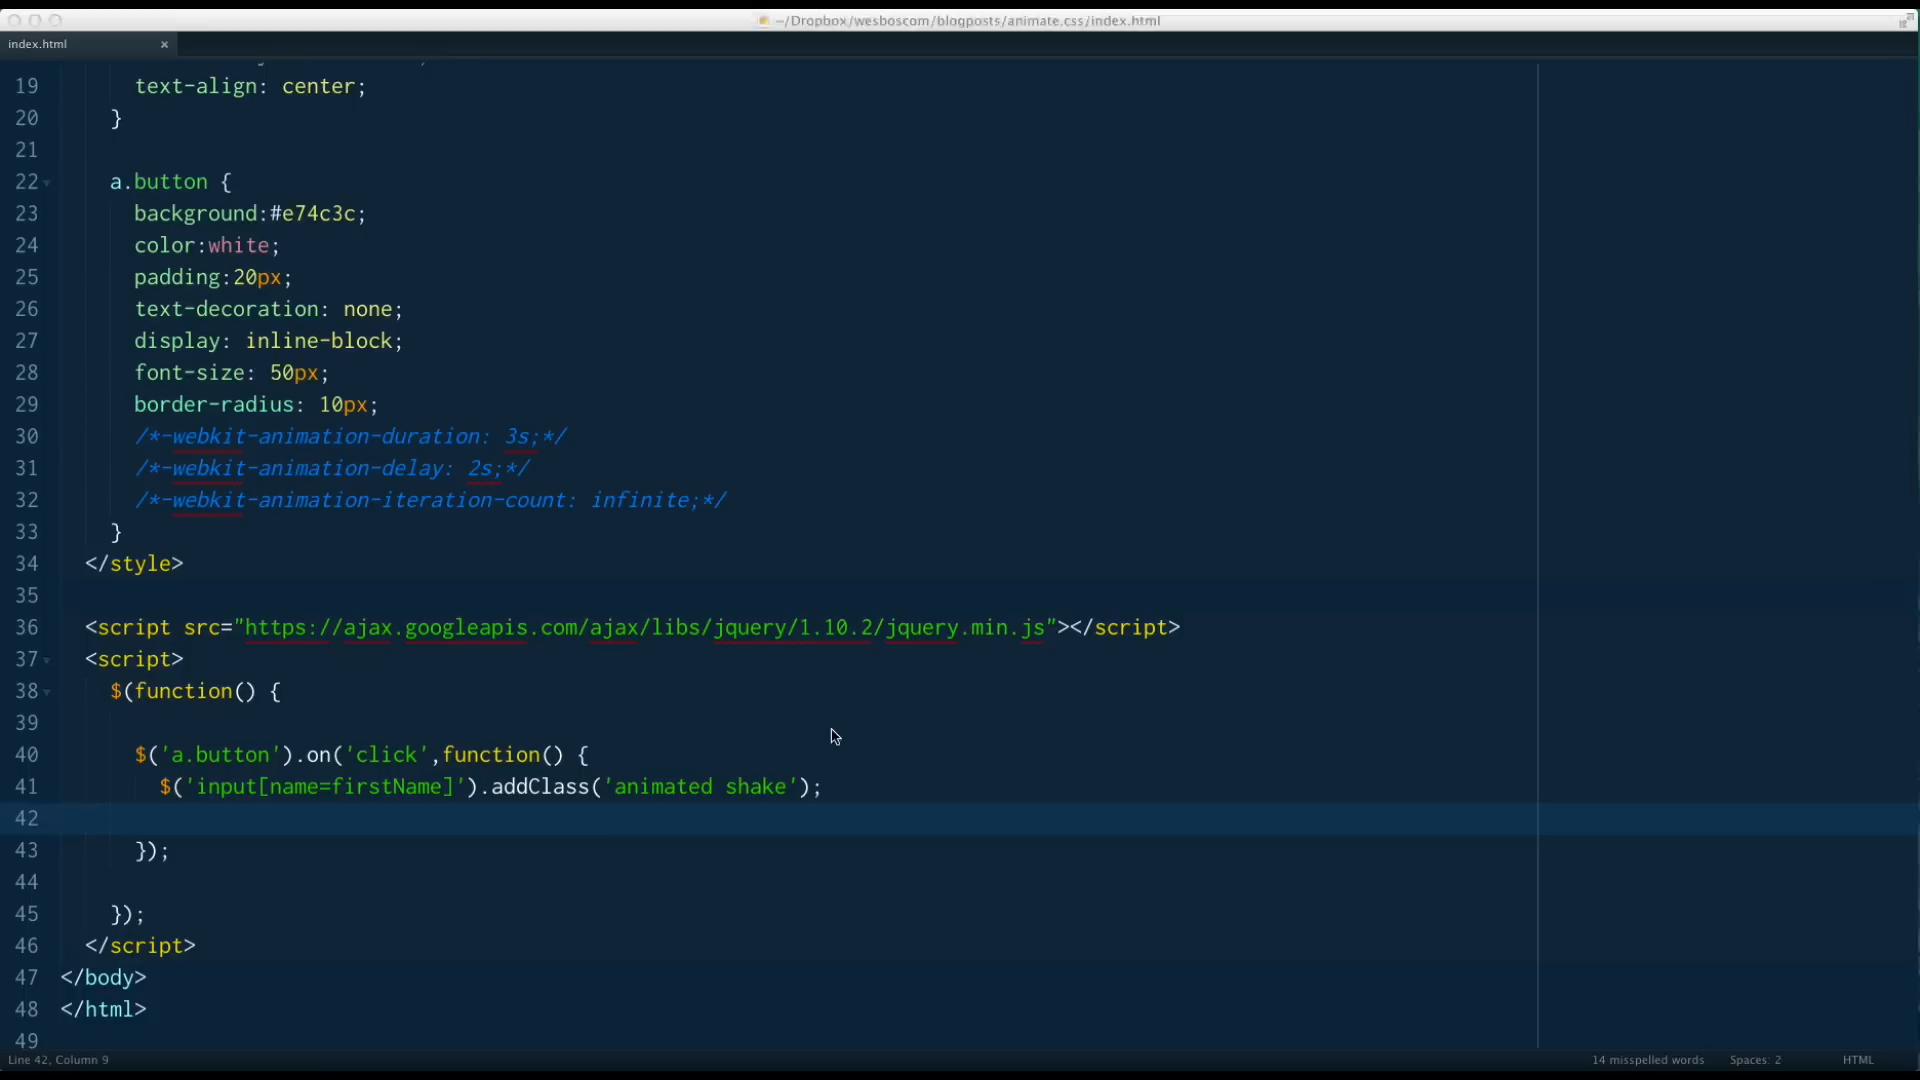 ~/Dropbox/wesboscom/blogposts/animate.css/index.html
index.html ×
19 text-align: center;
20 }
21
22 a.button {
23 background:#e74c3c;
24 color:white;
25 padding:20px;
26 text-decoration: none;
27 display: inline-block;
28 font-size: 50px;
29 border-radius: 10px;
30 /*-webkit-animation-duration: 3s;*/
31 /*-webkit-animation-delay: 2s;*/
32 /*-webkit-animation-iteration-count: infinite;*/
33 }
34 </style>
35
36 <script src="https://ajax.googleapis.com/ajax/libs/jquery/1.10.2/jquery.min.js"></script>
37 <script>
38 $(function() {
39
40 $('a.button').on('click',function() {
41 $('input[name=firstName]').addClass('animated shake');
42
43 });
44
45 });
46 </script>
47 </body>
48 </html>
49
Line 42, Column 9 14 misspelled words Spaces: 2 HTML